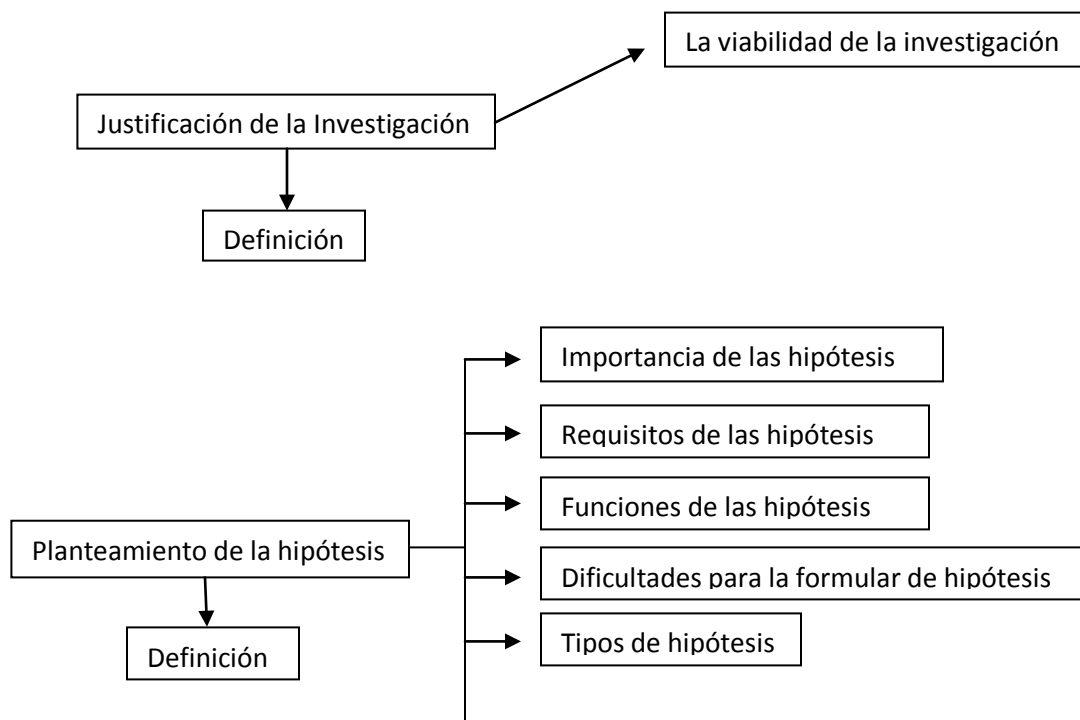 La viabilidad de la investigación
Justificación de la Investigación
Definición
Importancia de las hipótesis
Requisitos de las hipótesis
Funciones de las hipótesis
Planteamiento de la hipótesis
Dificultades para la formular de hipótesis
Tipos de hipótesis
Definición